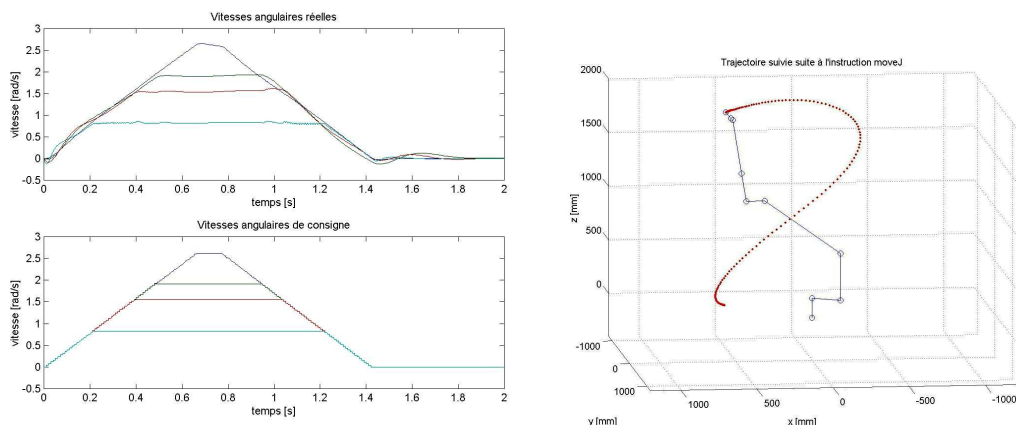 Vitesses angulaires réelles
3
2.5
2
1.5
1
0.5
0
-0.5
vitesse [rad/s]
0 0.2 0.4 0.6 0.8 1 1.2 1.4 1.6 1.8 2
temps [s]
Vitesses angulaires de consigne
3
2.5
2
1.5
1
0.5
0
-0.5
vitesse [rad/s]
0 0.2 0.4 0.6 0.8 1 1.2 1.4 1.6 1.8 2
temps [s]
Trajectoire suivie suite à l'instruction moveJ
2000
1500
1000
500
0
z [mm]
-1000
0
1000
y [mm]
1000 500 0 -500 -1000
x [mm]